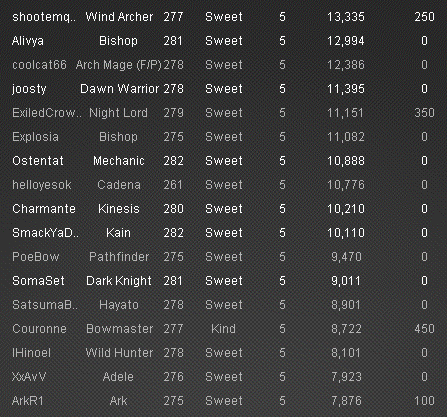 shootemq.. Wind Archer 277 Sweet 5 13,335 250
Alivya Bishop 281 Sweet 5 12,994 0
coolcat66 Arch Mage (F/P) 278 Sweet 5 12,386 0
joosty Dawn Warrior 278 Sweet 5 11,395 0
ExiledCrow.. Night Lord 279 Sweet 5 11,151 350
Explosia Bishop 275 Sweet 5 11,082 0
Ostentat Mechanic 282 Sweet 5 10,888 0
helloyesok Cadena 261 Sweet 5 10,776 0
Charmante Kinesis 280 Sweet 5 10,210 0
SmackYaD.. Kain 282 Sweet 5 10,110 0
PoeBow Pathfinder 275 Sweet 5 9,470 0
SomaSet Dark Knight 281 Sweet 5 9,011 0
SatsumaB.. Hayato 278 Sweet 5 8,901 0
Couronne Bowmaster 277 Kind 5 8,722 450
lHinoel Wild Hunter 278 Sweet 5 8,101 0
XxAvV Adele 276 Sweet 5 7,923 0
ArkR1 Ark 275 Sweet 5 7,876 100